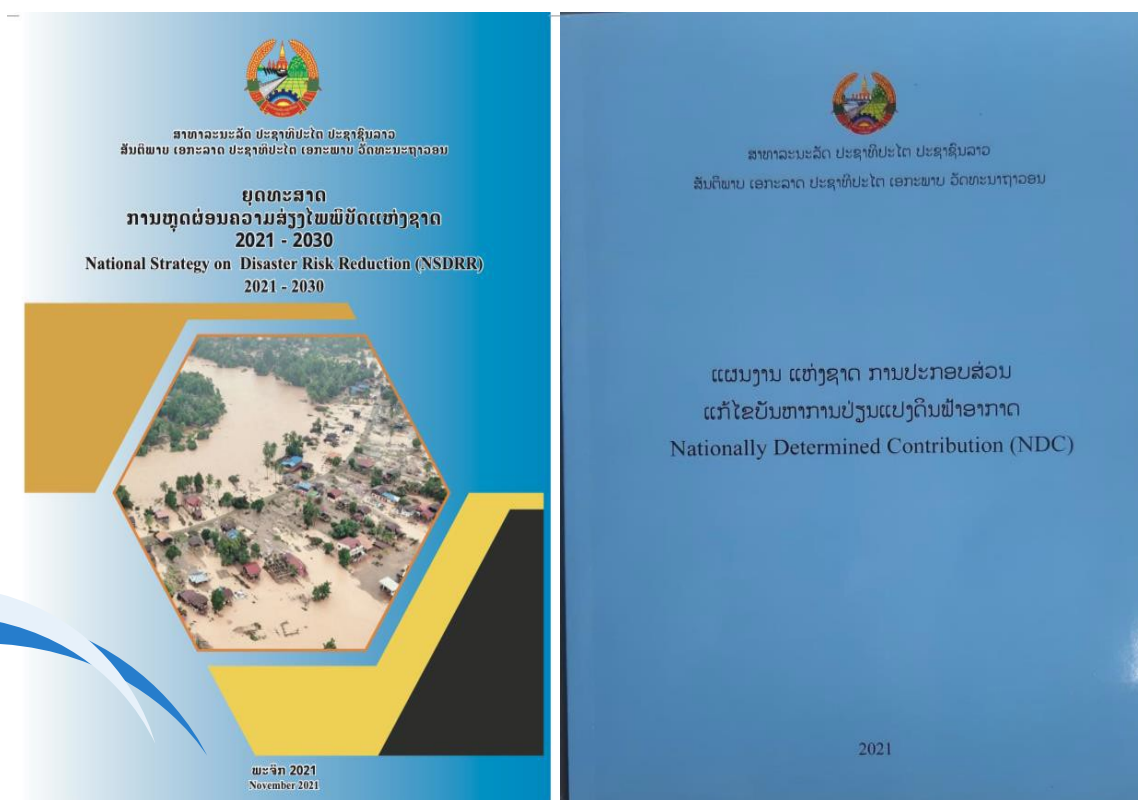 ສາທາລະນະລັດ ປະຊາທິປະໄຕ ປະຊາຊົນລາວ
ສັນຕິພາບ ເອກະລາດ ປະຊາທິປະໄຕ ເອກະພາບ ວັດທະນະຖາວອນ
ຍຸດທະສາດ
ການຫຼຸດຜ່ອນຄວາມສ່ຽງໄພພິບັດແຫ່ງຊາດ
2021 - 2030
National Strategy on Disaster Risk Reduction (NSDRR)
2021 - 2030
ພະຈິກ 2021
November 2021
ສາທາລະນະລັດ ປະຊາທິປະໄຕ ປະຊາຊົນລາວ
ສັນຕິພາບ ເອກະລາດ ປະຊາທິປະໄຕ ເອກະພາບ ວັດທະນາຖາວອນ
ແຜນງານ ແຫ່ງຊາດ ການປະກອບສ່ວນ
ແກ້ໄຂບັນຫາການປ່ຽນແປງດິນຟ້າອາກາດ
Nationally Determined Contribution (NDC)
2021